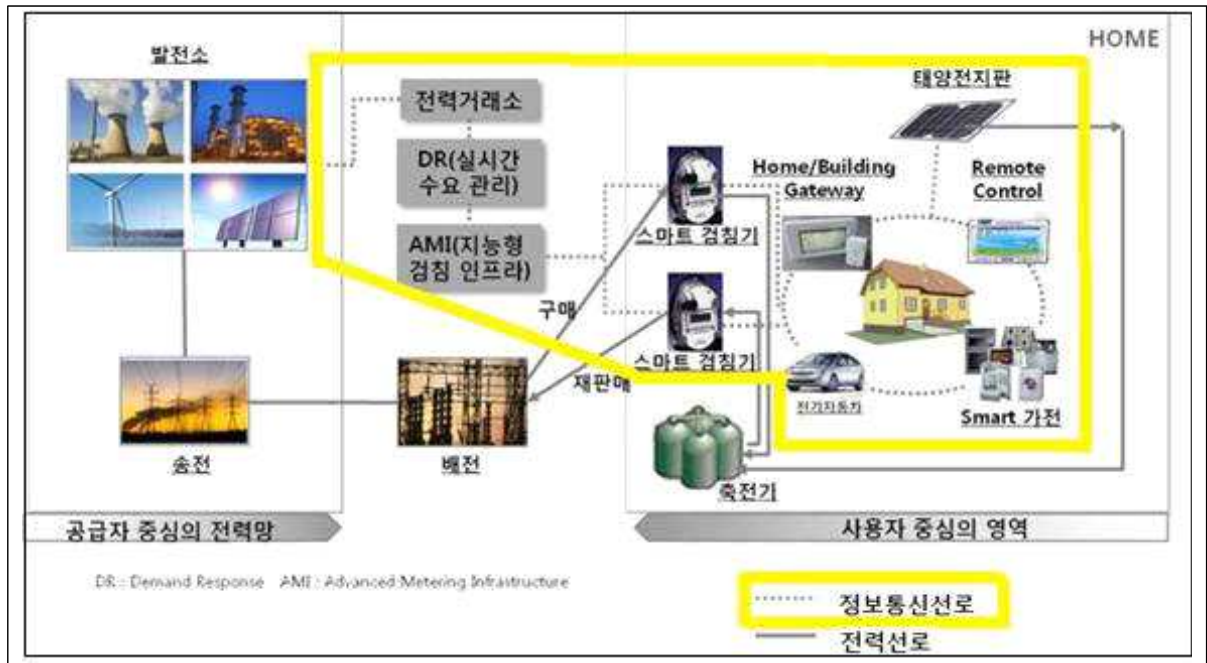 HOME
발전소
태양전지판
전력거래소
DR(실시간
수요 관리)
Home/Building
Gateway
Remote
Control
스마트 검침기
AMI(지능형
검침 인프라)
구매
스마트 검침기
재판매
전기자동차
Smart 가전
송전
배전
축전기
공급자 중심의 전력망
사용자 중심의 영역
DR : Demand Response AMI : Advanced Metering Infrastructure
정보통신선로
전력선로